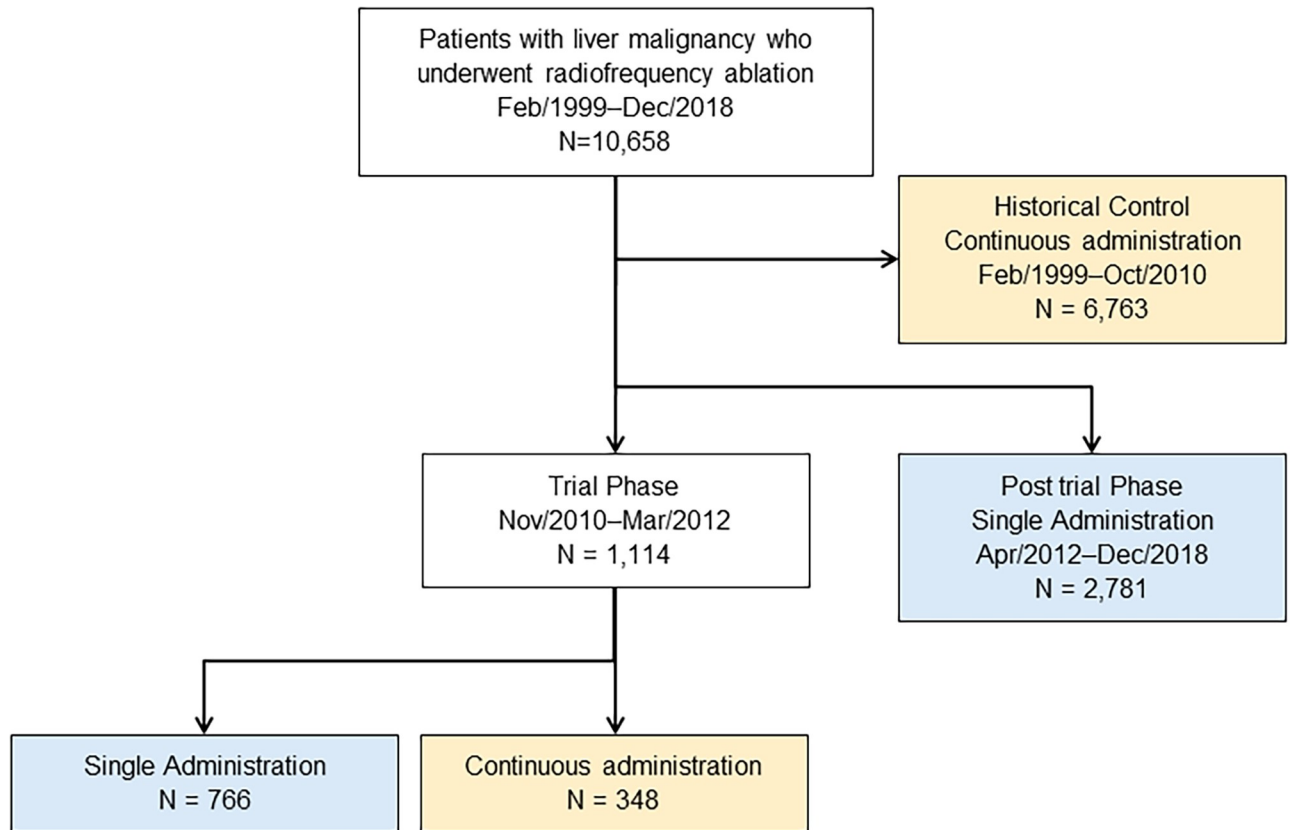 Patients with liver malignancy who
underwent radiofrequency ablation
Feb/1999–Dec/2018
N=10,658
Historical Control
Continuous administration
Feb/1999–Oct/2010
N = 6,763
Trial Phase
Nov/2010–Mar/2012
N = 1,114
Post trial Phase
Single Administration
Apr/2012–Dec/2018
N = 2,781
Single Administration
N = 766
Continuous administration
N = 348